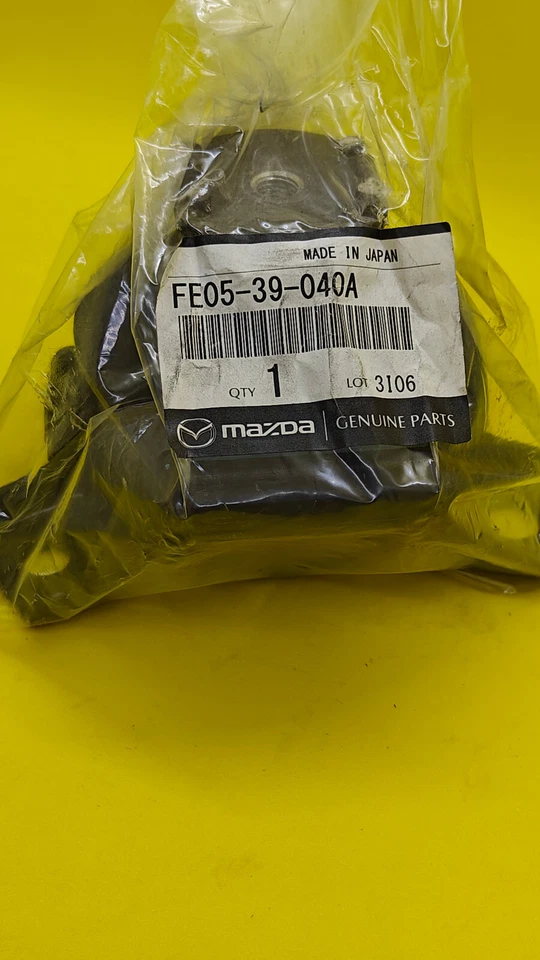 MADE IN JAPAN
FE05-39-040A
QTY 1 LOT 3106
mazda GENUINE PARTS